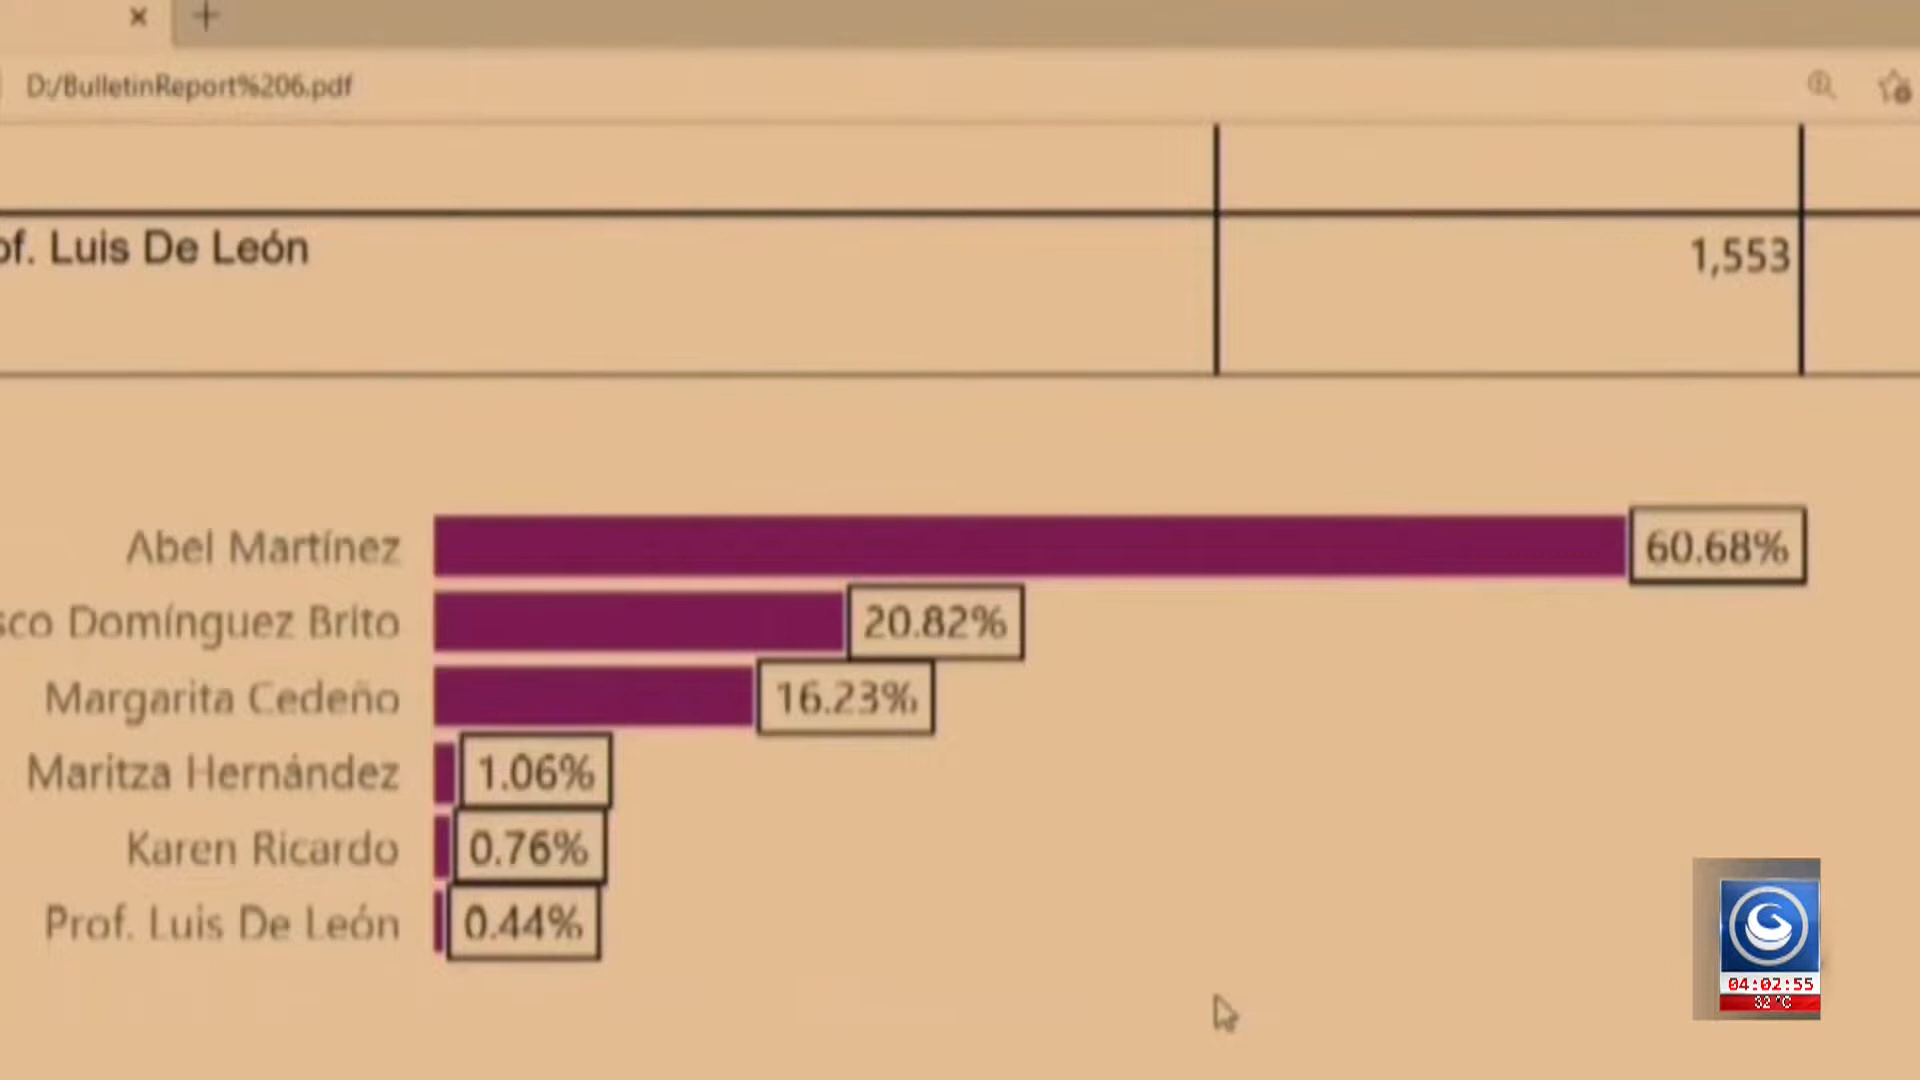 D:/BulletinReport%206.pdf
of. Luis De León
1,553
Abel Martínez 60.68%
sco Domínguez Brito 20.82%
Margarita Cedeño 16.23%
Maritza Hernández 1.06%
Karen Ricardo 0.76%
Prof. Luis De León 0.44%
04:02:55
32°C